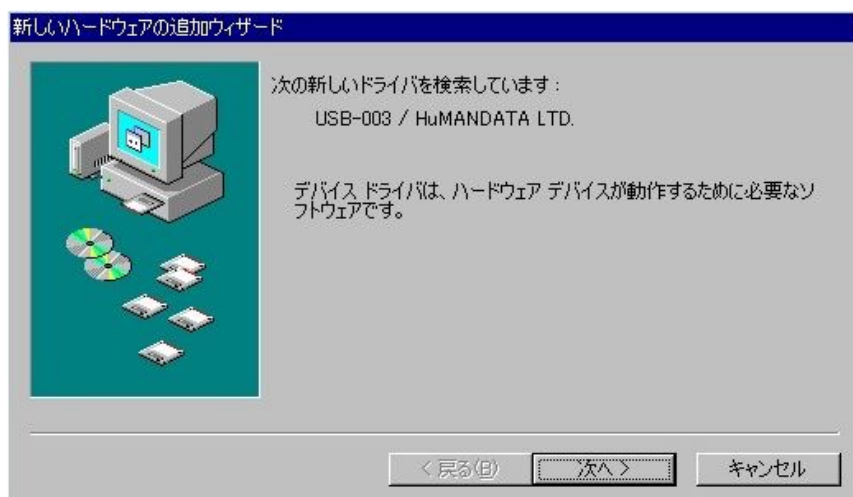 新しいハードウェアの追加ウィザード
次の新しいドライバを検索しています：
USB-003 / HuMANDATA LTD.
デバイス ドライバは、ハードウェア デバイスが動作するために必要なソ
フトウェアです。
< 戻る(B)
次へ >
キャンセル